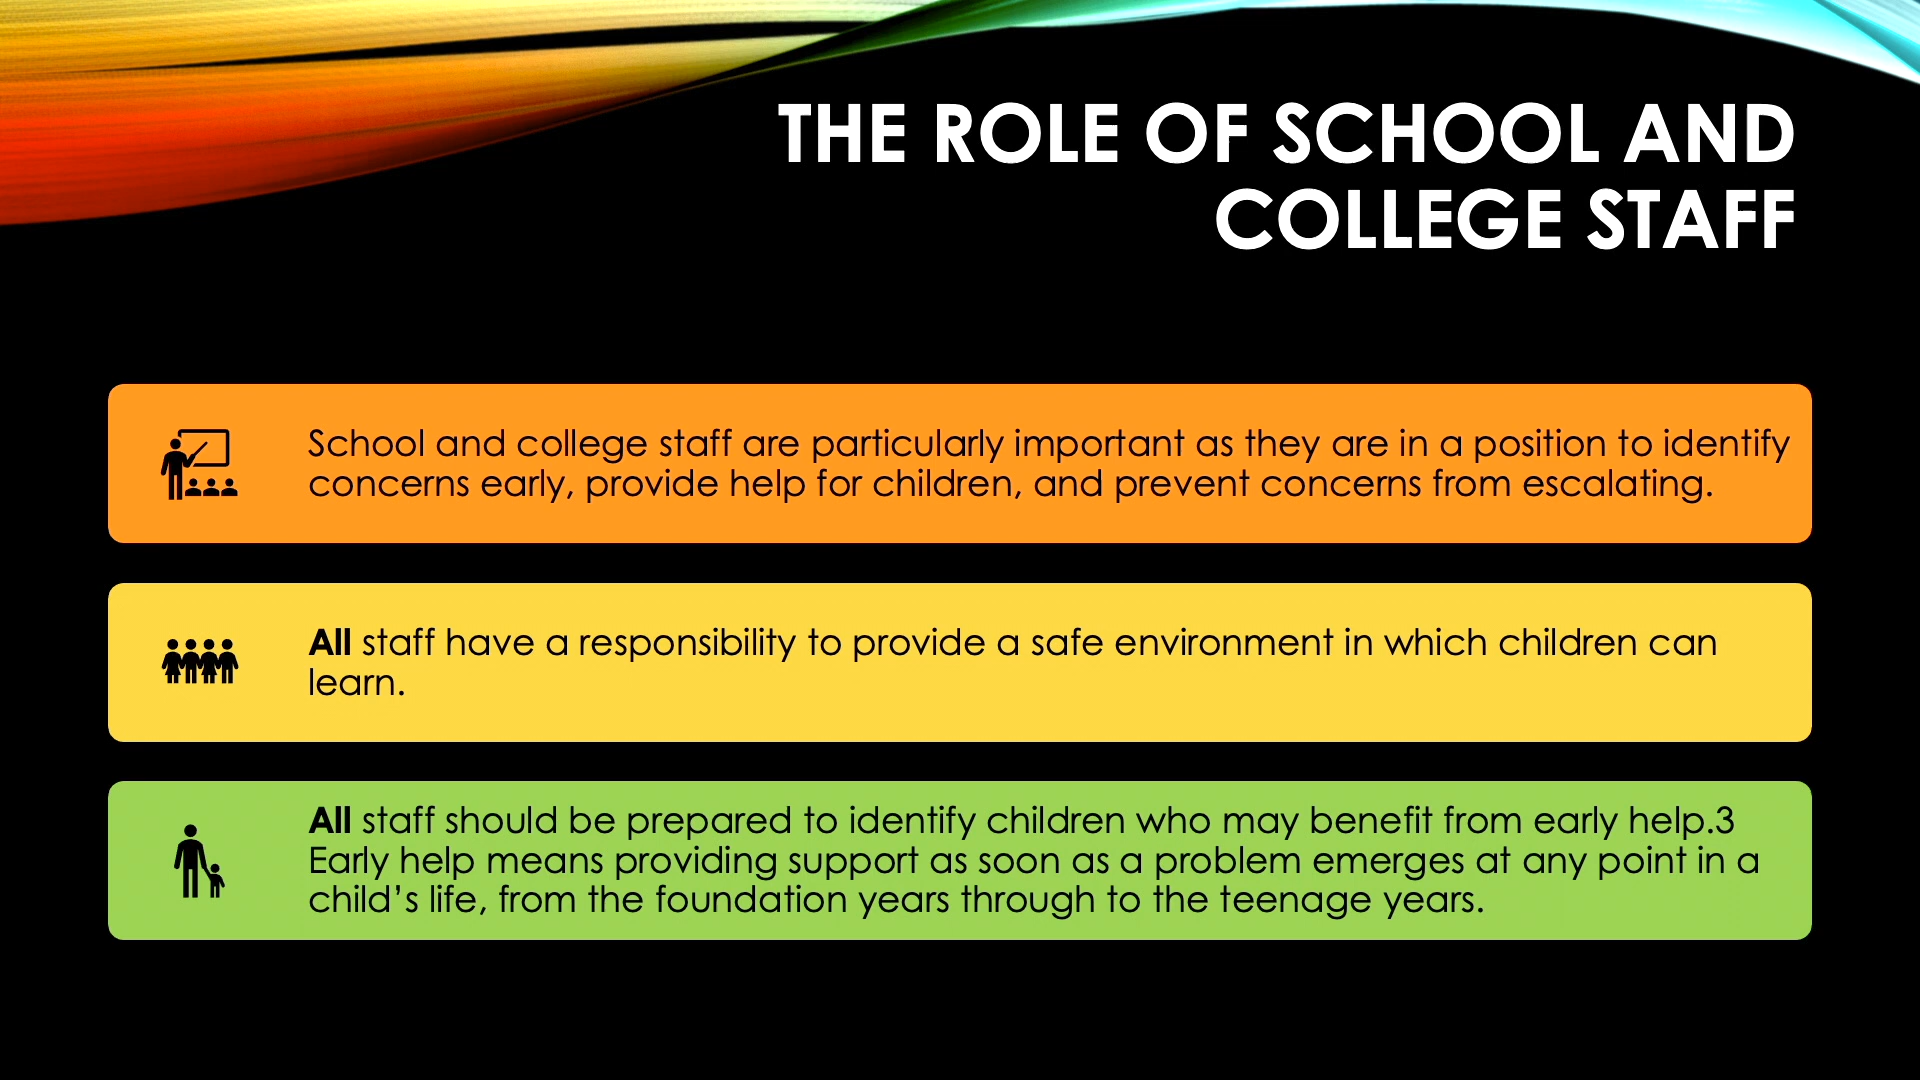 THE ROLE OF SCHOOL AND
COLLEGE STAFF
School and college staff are particularly important as they are in a position to identify
concerns early, provide help for children, and prevent concerns from escalating.
All staff have a responsibility to provide a safe environment in which children can
learn.
All staff should be prepared to identify children who may benefit from early help.3
Early help means providing support as soon as a problem emerges at any point in a
child’s life, from the foundation years through to the teenage years.